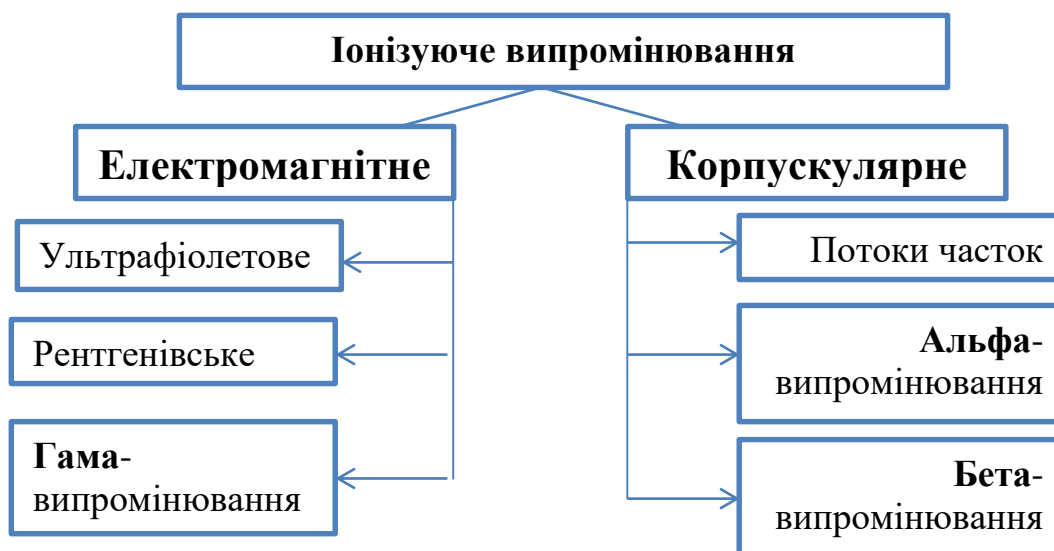 Іонізуюче випромінювання
Електромагнітне
Корпускулярне
Ультрафіолетове
Рентгенівське
Гама-
випромінювання
Потоки часток
Альфа-
випромінювання
Бета-
випромінювання